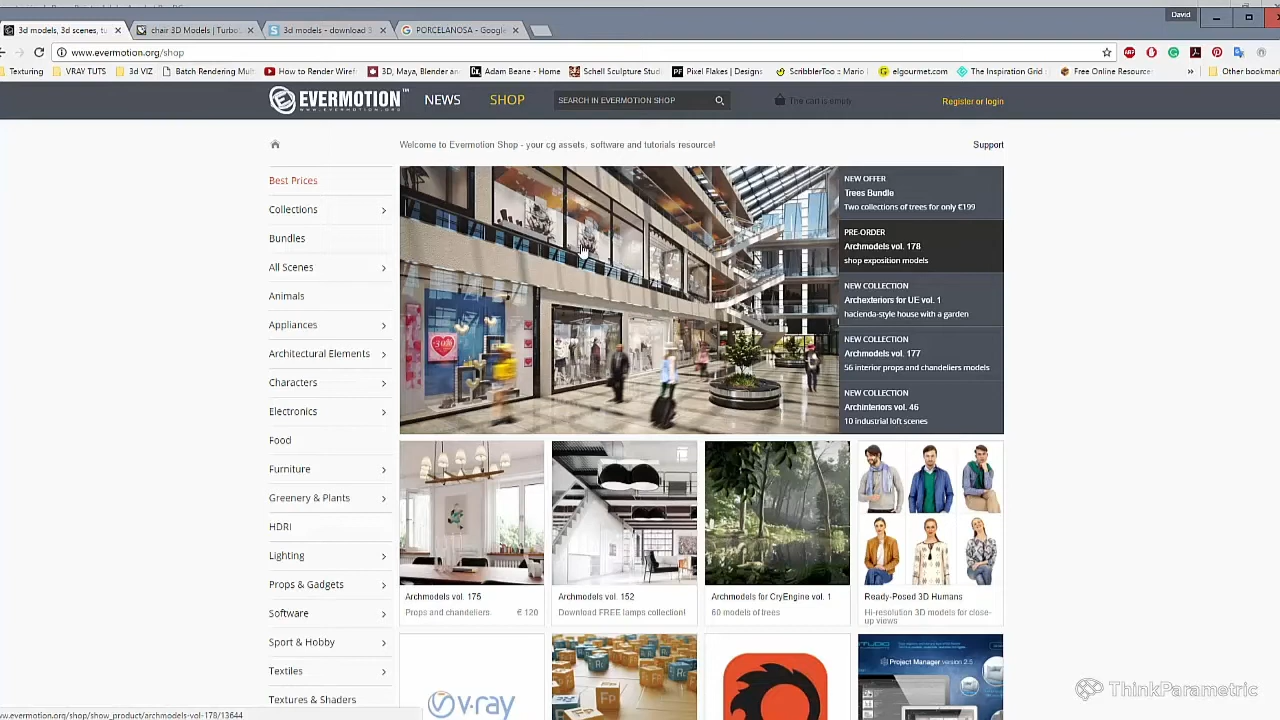 David
3d models, 3d scenes, tu
chair 3D Models | Turbo
3d models - download 3
PORCELANOSA - Google
www.evermotion.org/shop
Texturing
VRAY TUTS
3d VIZ
Batch Rendering Mul
How to Render Wiref
3D, Maya, Blender an
Adam Beane - Home
Schell Sculpture Stud
Pixel Flakes | Designs
ScribblerToo :: Mario
elgourmet.com
The Inspiration Grid :
Free Online Resource
Other bookmar
EVERMOTION™
NEWS
SHOP
SEARCH IN EVERMOTION SHOP
The cart is empty
Register or login
Welcome to Evermotion Shop - your cg assets, software and tutorials resource!
Support
Best Prices
Collections
Bundles
All Scenes
Animals
Appliances
Architectural Elements
Characters
Electronics
Food
Furniture
Greenery & Plants
HDRI
Lighting
Props & Gadgets
Software
Sport & Hobby
Textiles
Textures & Shaders
-30%
NEW OFFER
Trees Bundle
Two collections of trees for only €199
PRE-ORDER
Archmodels vol. 178
shop exposition models
NEW COLLECTION
Archexteriors for UE vol. 1
hacienda-style house with a garden
NEW COLLECTION
Archmodels vol. 177
56 interior props and chandeliers models
NEW COLLECTION
Archinteriors vol. 46
10 industrial loft scenes
Archmodels vol. 175
Props and chandeliers.
€ 120
Archmodels vol. 152
Download FREE lamps collection!
Archmodels for CryEngine vol. 1
60 models of trees
Ready-Posed 3D Humans
Hi-resolution 3D models for close-
up views
v·ray
Project Manager version 2.5
ThinkParametric
ww.evermotion.org/shop/show_product/archmodels-vol-178/13644